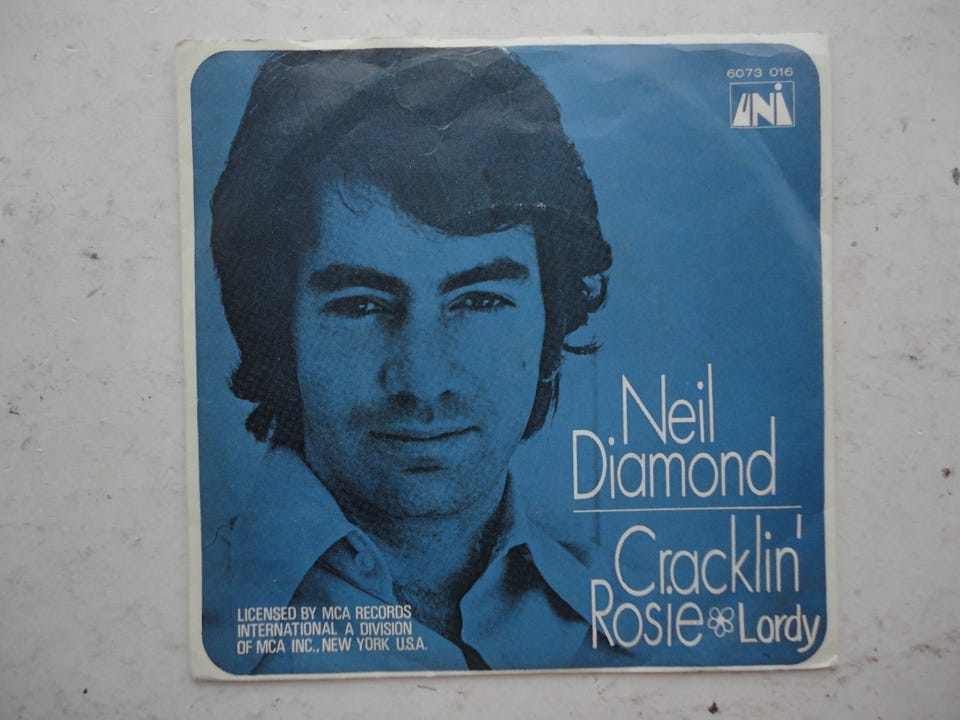 6073 016
UNI
Neil
Diamond
Cracklin'
Rosie Lordy
LICENSED BY MCA RECORDS
INTERNATIONAL A DIVISION
OF MCA INC., NEW YORK U.S.A.